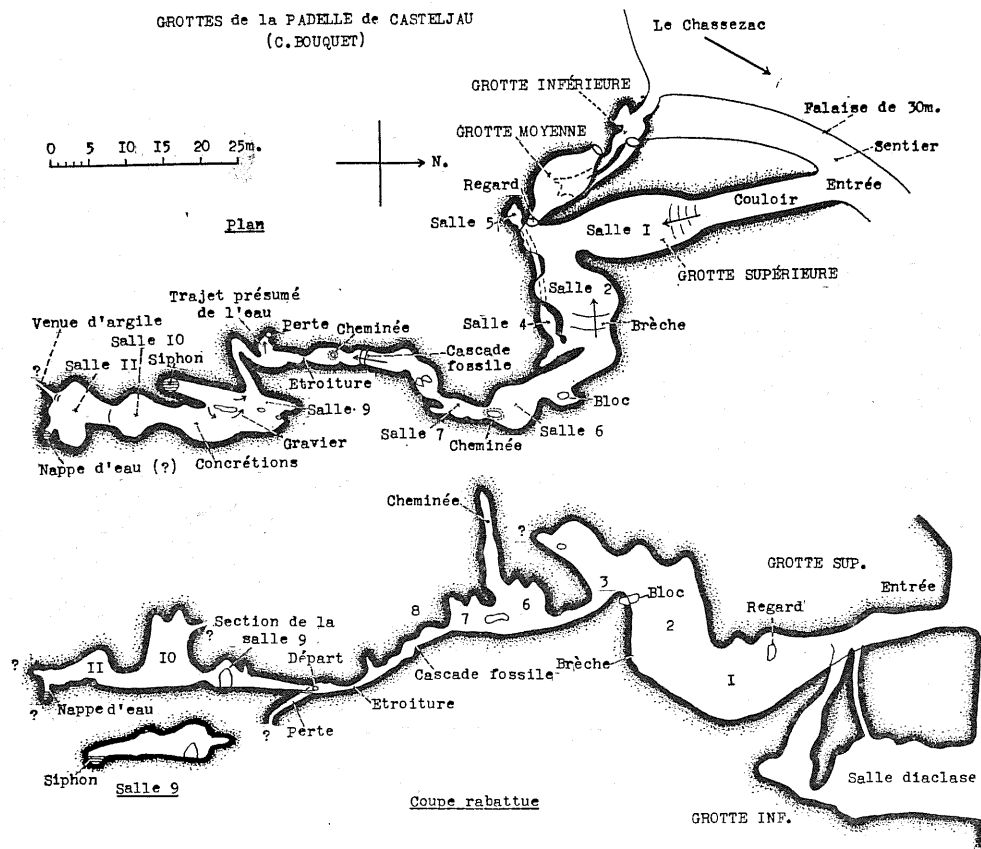 GROTTES de la PADELLE de CASTELJAU
(C.BOUQUET)
Le Chassezac
GROTTE INFÉRIEURE
Falaise de 30m.
0 5 IO I5 20 25m.
GROTTE MOYENNE
Sentier
N.
Regard
Entrée
Couloir
Plan
Salle 5
Salle I
GROTTE SUPÉRIEURE
Trajet présumé
de l'eau
Salle 2
Venue d'argile
Perte
Cheminée
Salle 4
Brèche
Salle IO
Siphon
Salle II
Cascade
fossile
?
Etroiture
Salle 9
Bloc
Gravier
Salle 7
Salle 6
Cheminée
Nappe d'eau (?)
Concrétions
Cheminée
?
GROTTE SUP.
Entrée
3
Bloc
8
6
Regard
7
2
Section de la
salle 9
?
IO
?
II
Départ
Brèche
Cascade fossile
I
Etroiture
?
Nappe d'eau
?
Perte
Siphon
Salle 9
Salle diaclase
Coupe rabattue
GROTTE INF.